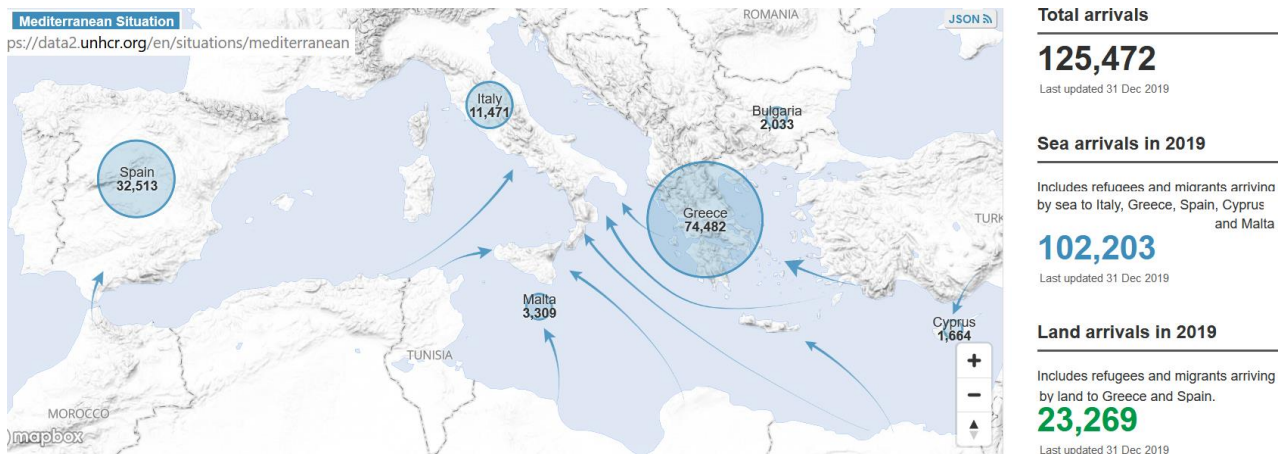 Mediterranean Situation
ps://data2.unhcr.org/en/situations/mediterranean
JSON
ROMANIA
Italy
11,471
Bulgaria
2,033
Spain
32,513
Greece
74,482
TURK
Malta
3,309
Cyprus
1,664
TUNISIA
MOROCCO
mapbox
+
−
Total arrivals
125,472
Last updated 31 Dec 2019
Sea arrivals in 2019
Includes refugees and migrants arriving
by sea to Italy, Greece, Spain, Cyprus
and Malta
102,203
Last updated 31 Dec 2019
Land arrivals in 2019
Includes refugees and migrants arriving
by land to Greece and Spain.
23,269
Last updated 31 Dec 2019